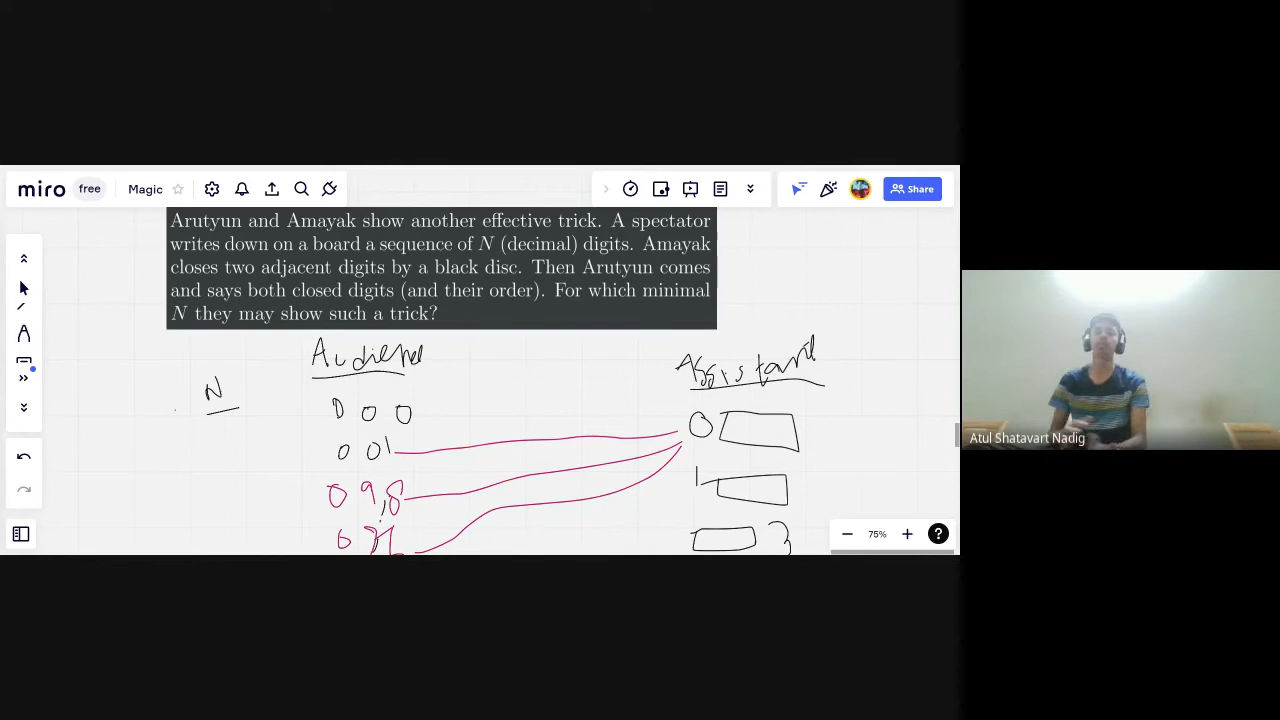 miro free Magic Share
Arutyun and Amayak show another effective trick. A spectator
writes down on a board a sequence of N (decimal) digits. Amayak
closes two adjacent digits by a black disc. Then Arutyun comes
and says both closed digits (and their order). For which minimal
N they may show such a trick?
Assistant
N
0 0 0
0
0 0 1
1
0 9 8
3
Atul Shatavart Nadig
75%